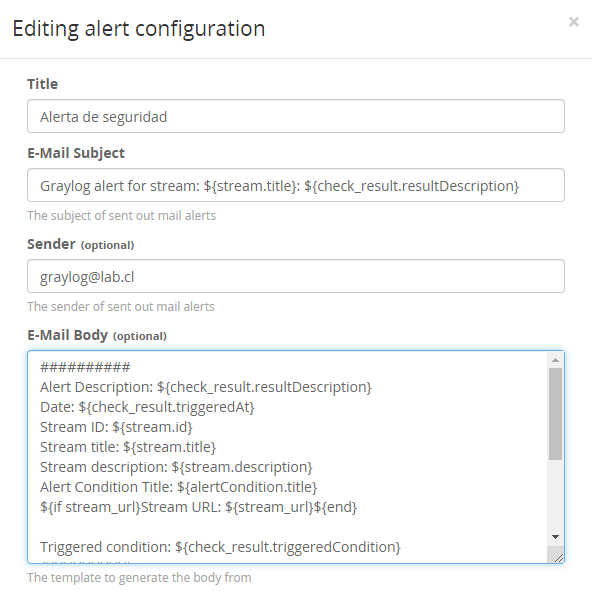 Editing alert configuration
×
Title
Alerta de seguridad
E-Mail Subject
Graylog alert for stream: ${stream.title}: ${check_result.resultDescription}
The subject of sent out mail alerts
Sender (optional)
graylog@lab.cl
The sender of sent out mail alerts
E-Mail Body (optional)
##########
Alert Description: ${check_result.resultDescription}
Date: ${check_result.triggeredAt}
Stream ID: ${stream.id}
Stream title: ${stream.title}
Stream description: ${stream.description}
Alert Condition Title: ${alertCondition.title}
${if stream_url}Stream URL: ${stream_url}${end}
Triggered condition: ${check_result.triggeredCondition}
The template to generate the body from